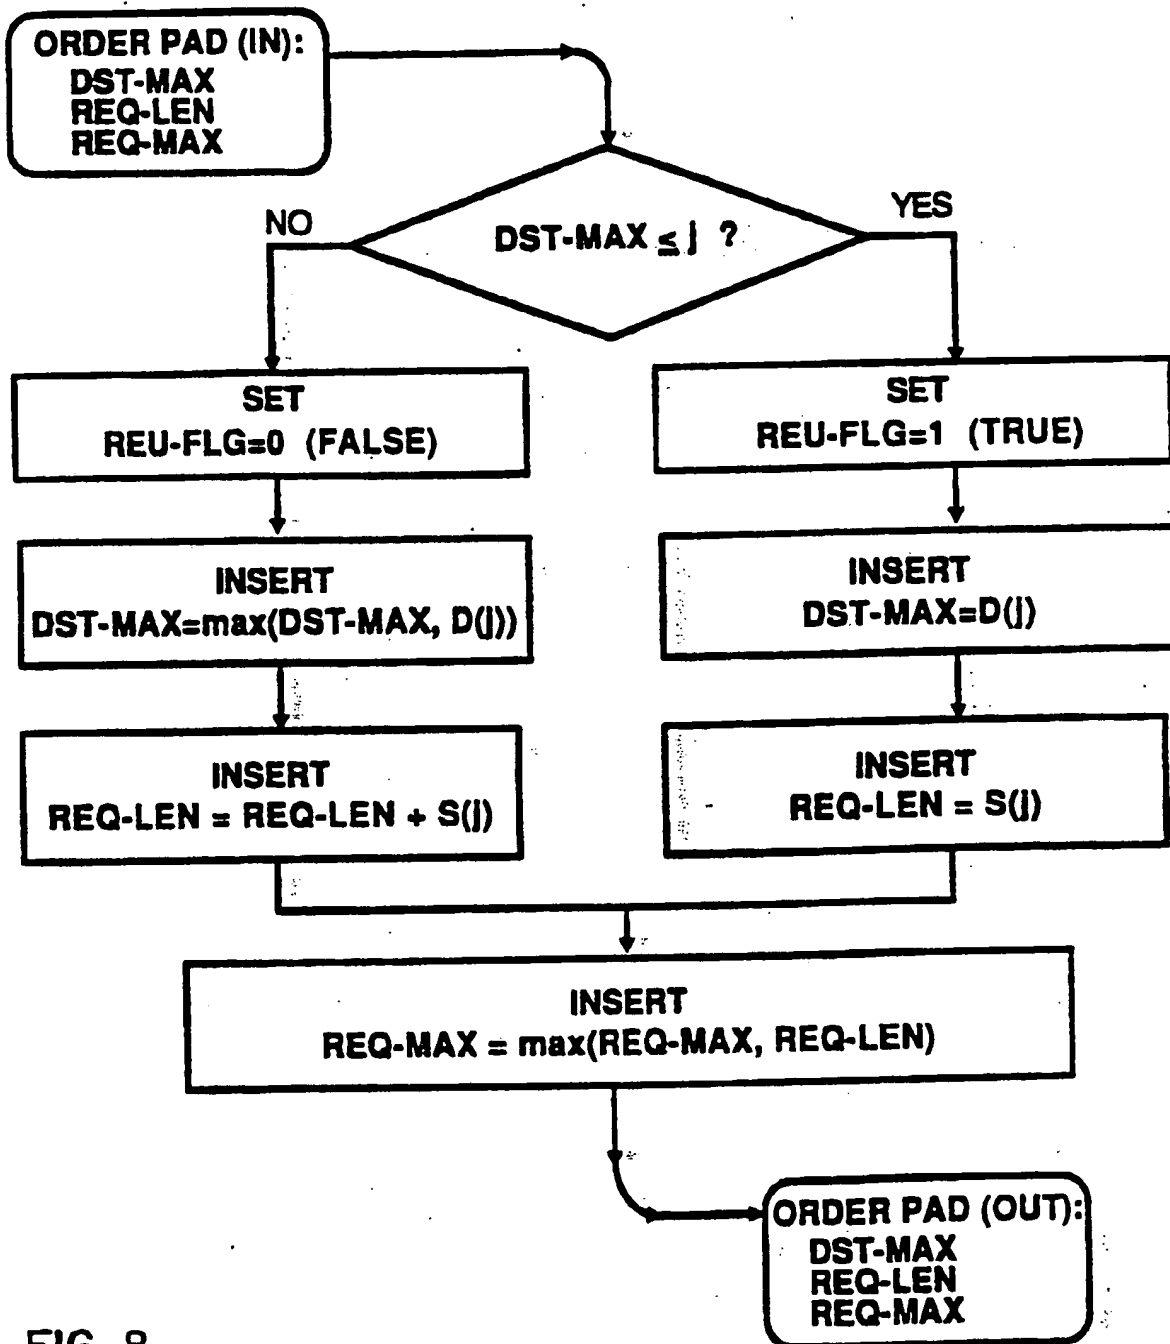 ORDER PAD (IN):
DST-MAX
REQ-LEN
REQ-MAX
DST-MAX ≤ j ?
NO
YES
SET
REU-FLG=0 (FALSE)
SET
REU-FLG=1 (TRUE)
INSERT
DST-MAX=max(DST-MAX, D(j))
INSERT
DST-MAX=D(j)
INSERT
REQ-LEN = REQ-LEN + S(j)
INSERT
REQ-LEN = S(j)
INSERT
REQ-MAX = max(REQ-MAX, REQ-LEN)
ORDER PAD (OUT):
DST-MAX
REQ-LEN
REQ-MAX